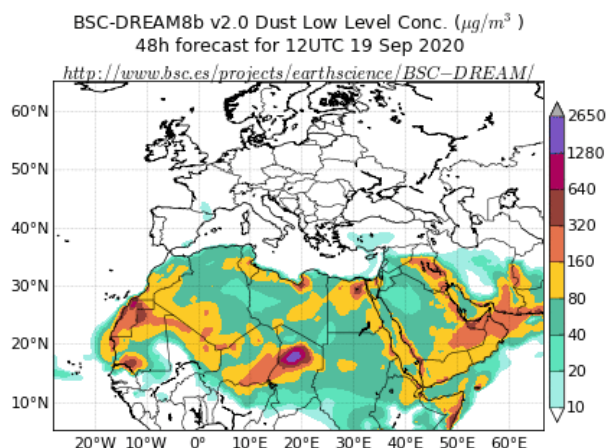 BSC-DREAM8b v2.0 Dust Low Level Conc. (μg/m³ )
48h forecast for 12UTC 19 Sep 2020
http://www.bsc.es/projects/earthscience/BSC−DREAM/
60°N
50°N
40°N
30°N
20°N
10°N
20°W 10°W 0° 10°E 20°E 30°E 40°E 50°E 60°E
2650
1280
640
320
160
80
40
20
10